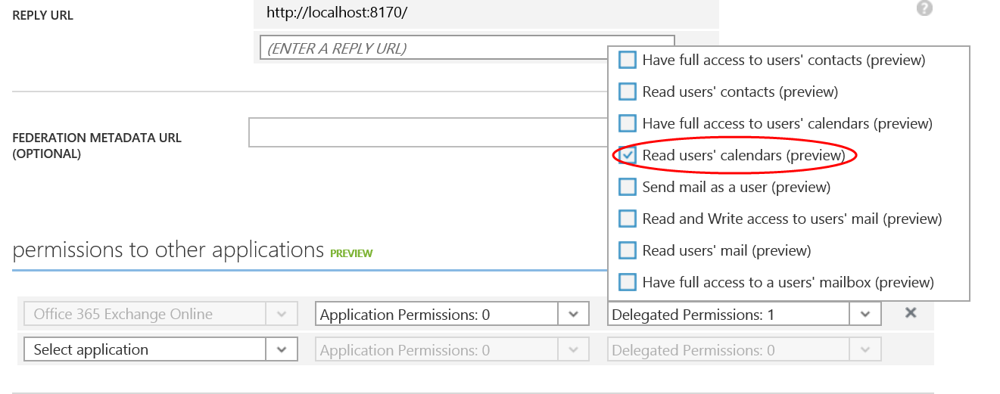 REPLY URL
http://localhost:8170/
(ENTER A REPLY URL)
?
Have full access to users' contacts (preview)
Read users' contacts (preview)
Have full access to users' calendars (preview)
Read users' calendars (preview)
Send mail as a user (preview)
Read and Write access to users' mail (preview)
Read users' mail (preview)
Have full access to a users' mailbox (preview)
FEDERATION METADATA URL
(OPTIONAL)
permissions to other applications PREVIEW
Office 365 Exchange Online Application Permissions: 0 Delegated Permissions: 1
Select application Application Permissions: 0 Delegated Permissions: 0